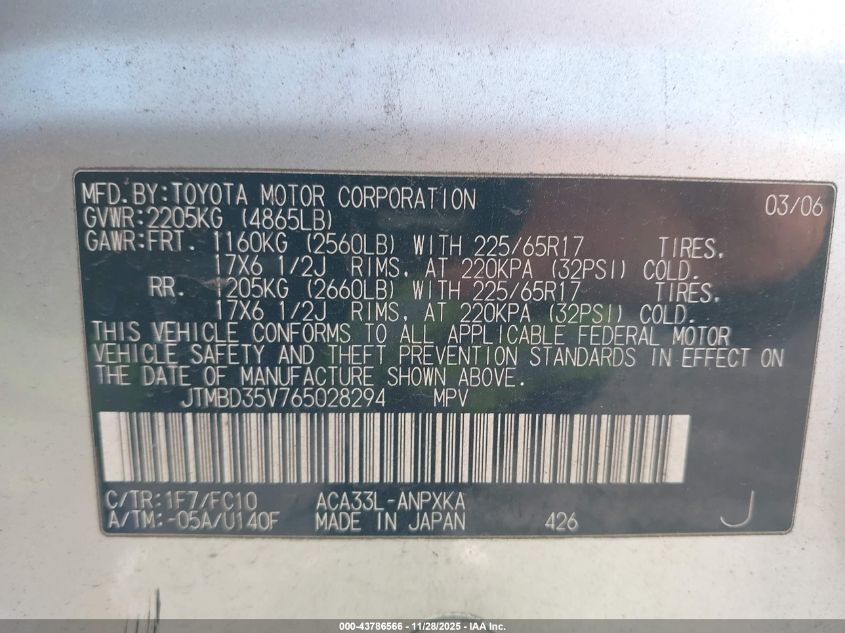 MFD.BY:TOYOTA MOTOR CORPORATION 03/06
GVWR:2205KG (4865LB)
GAWR:FRT. 1160KG (2560LB) WITH 225/65R17 TIRES,
17X6 1/2J RIMS, AT 220KPA (32PSI) COLD.
RR. 1205KG (2660LB) WITH 225/65R17 TIRES,
17X6 1/2J RIMS, AT 220KPA (32PSI) COLD.
THIS VEHICLE CONFORMS TO ALL APPLICABLE FEDERAL MOTOR
VEHICLE SAFETY AND THEFT PREVENTION STANDARDS IN EFFECT ON
THE DATE OF MANUFACTURE SHOWN ABOVE.
JTMBD35V765028294 MPV
C/TR:1F7/FC10 ACA33L-ANPXKA
A/TM:-05A/U140F MADE IN JAPAN 426 J
000-43786566 — 11/28/2025 — IAA Inc.